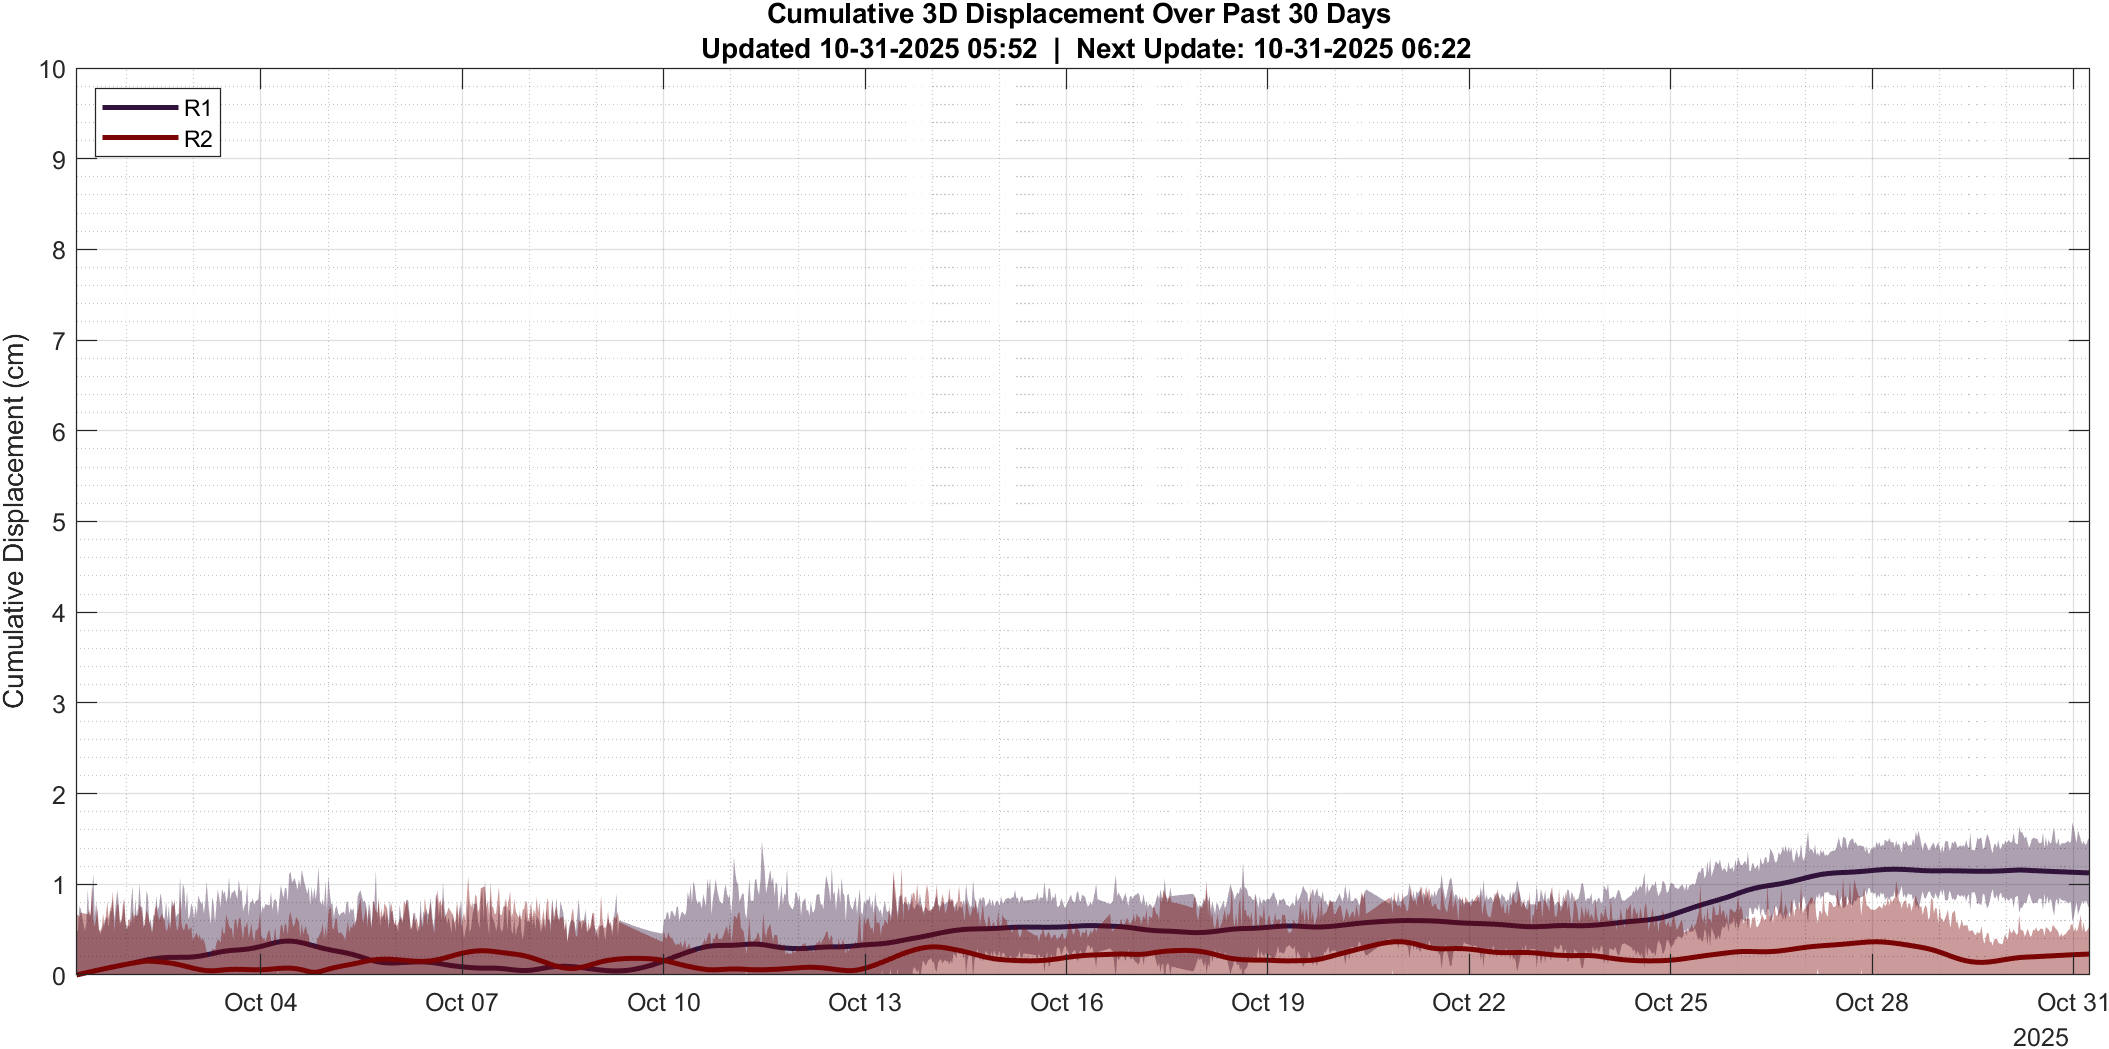 Cumulative 3D Displacement Over Past 30 Days
Updated 10-31-2025 05:52 | Next Update: 10-31-2025 06:22
R1
R2
Cumulative Displacement (cm)
10
9
8
7
6
5
4
3
2
1
0
Oct 04 Oct 07 Oct 10 Oct 13 Oct 16 Oct 19 Oct 22 Oct 25 Oct 28 Oct 31
2025